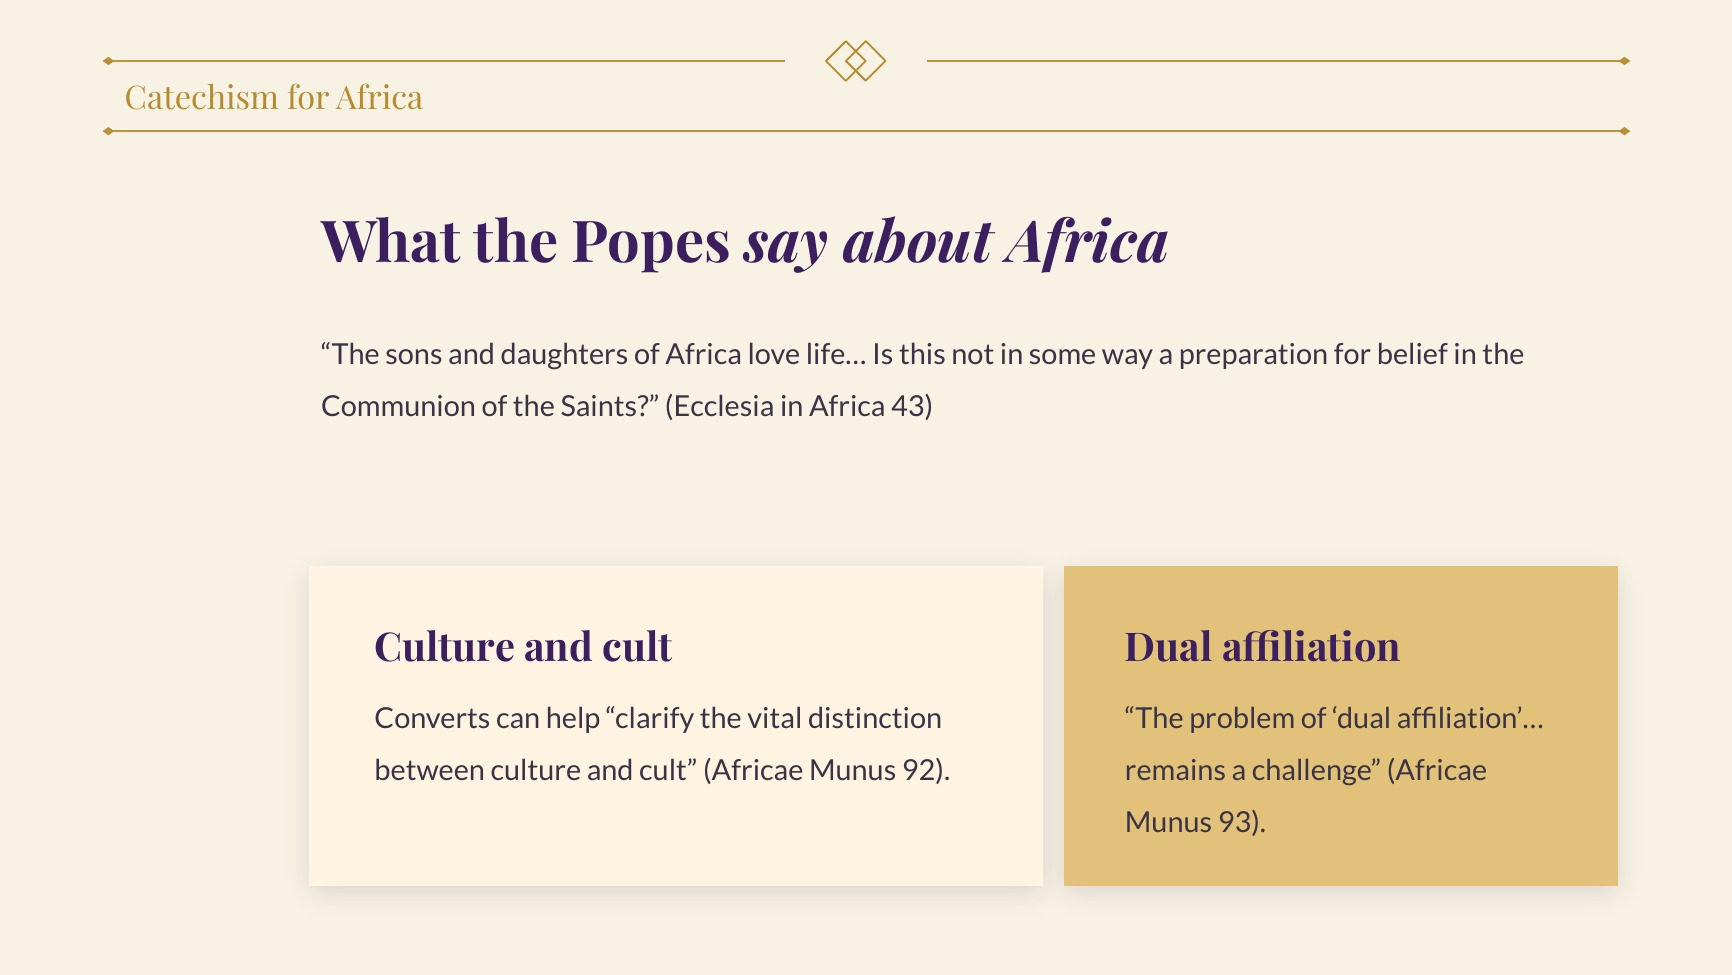 Catechism for Africa
What the Popes say about Africa
“The sons and daughters of Africa love life… Is this not in some way a preparation for belief in the
Communion of the Saints?” (Ecclesia in Africa 43)
Culture and cult
Converts can help “clarify the vital distinction
between culture and cult” (Africae Munus 92).
Dual affiliation
“The problem of ‘dual affiliation’…
remains a challenge” (Africae
Munus 93).